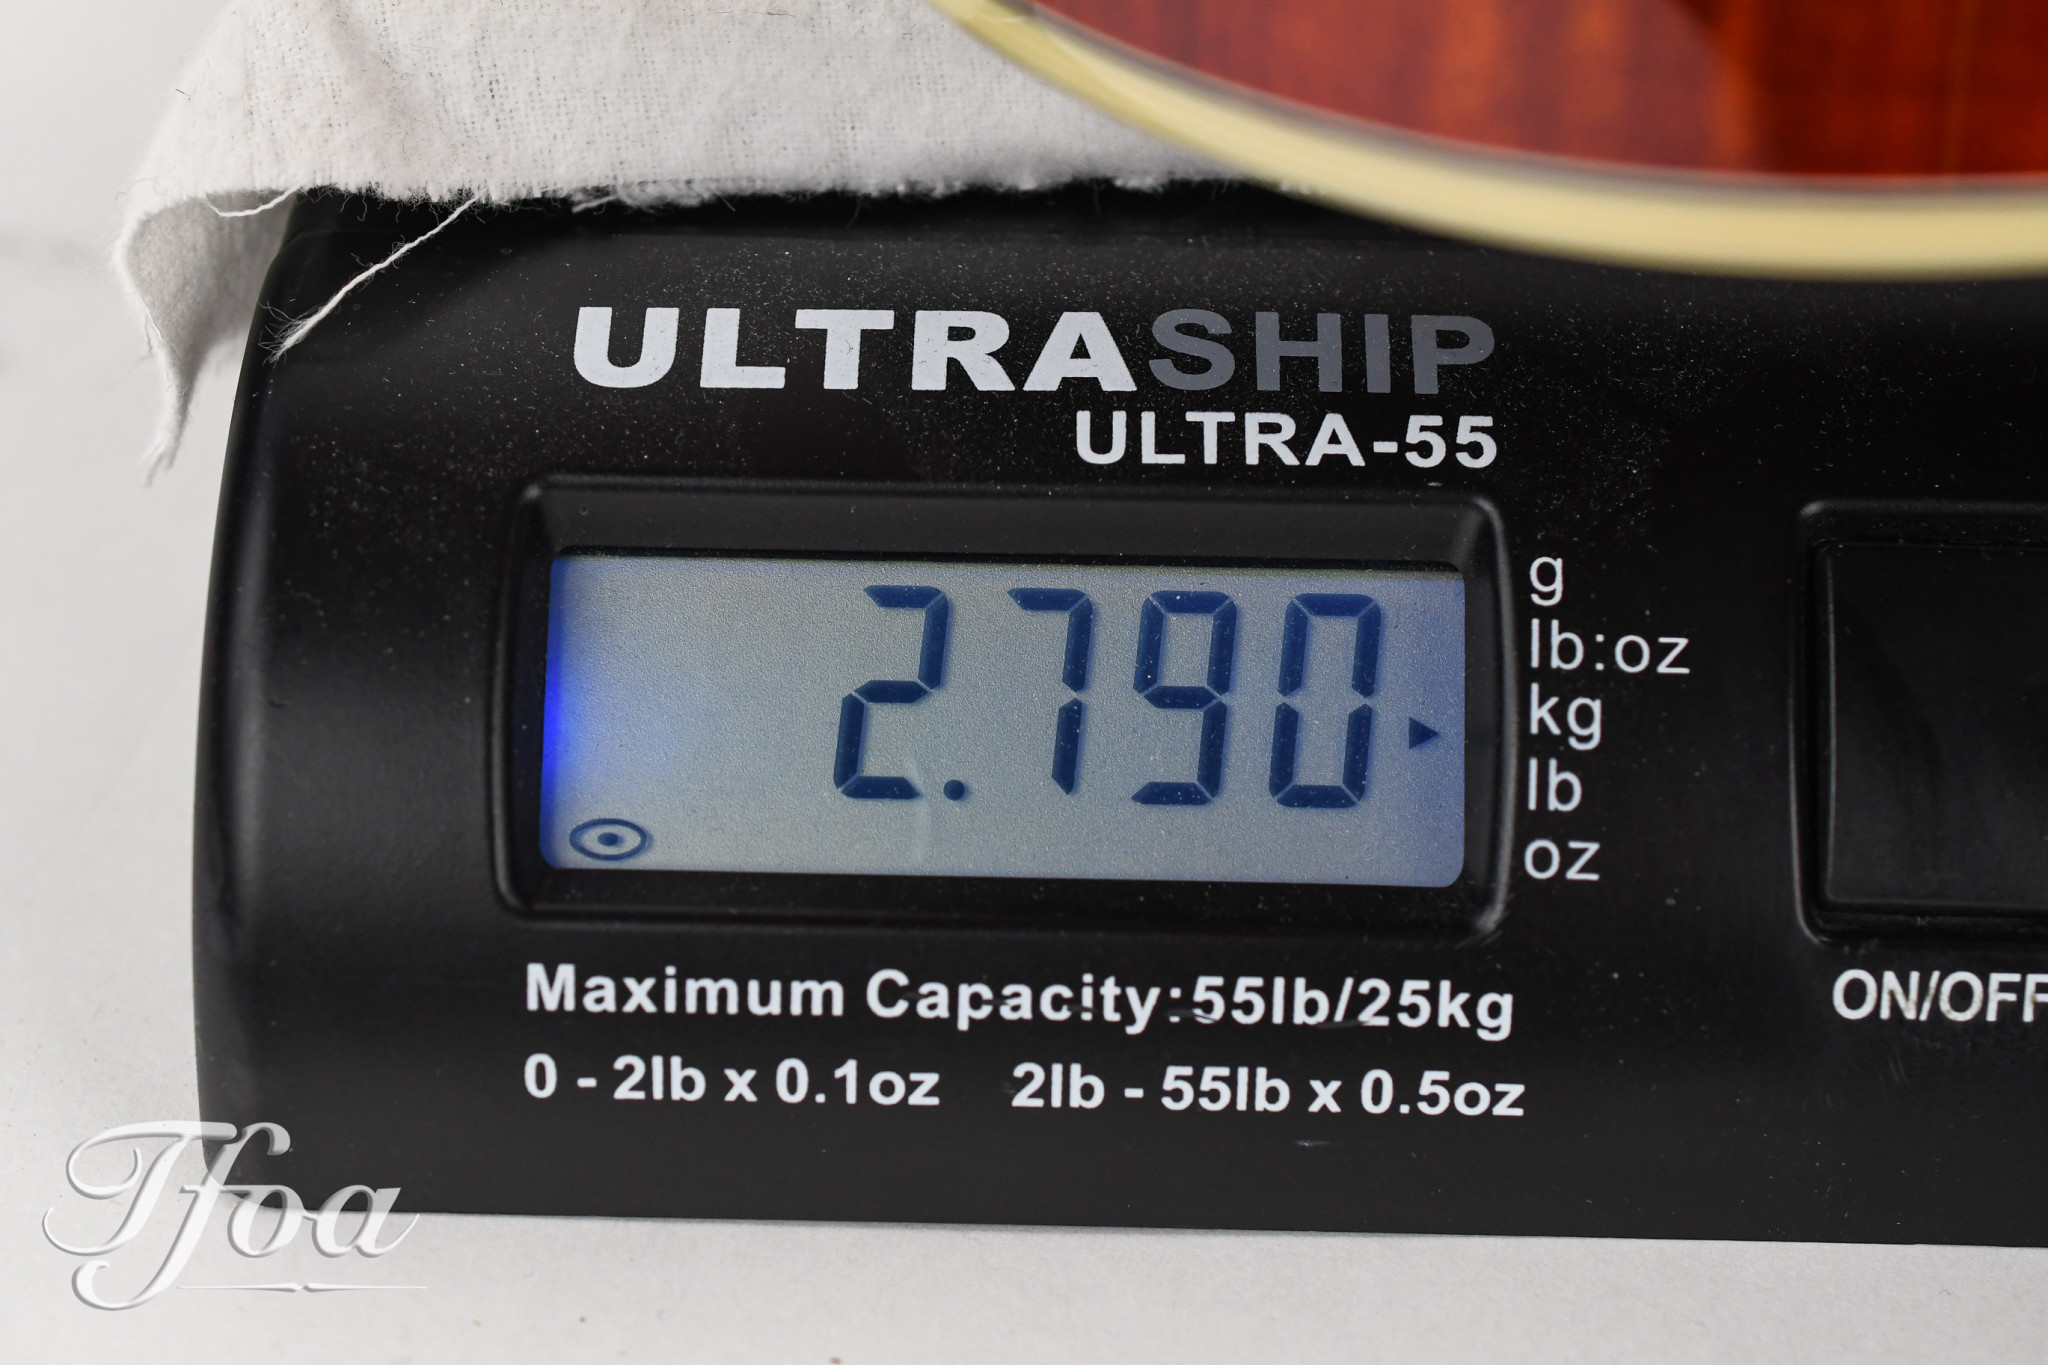 ULTRASHIP
ULTRA-55
2.790
g
lb:oz
kg
lb
oz
Maximum Capacity:55lb/25kg
0 - 2lb x 0.1oz 2lb - 55lb x 0.5oz
ON/OFF
Tfoa